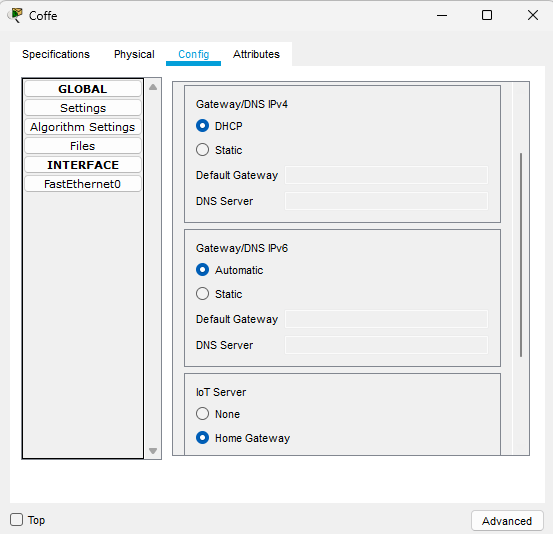 Coffe
Specifications Physical Config Attributes
GLOBAL
Settings
Algorithm Settings
Files
INTERFACE
FastEthernet0
Gateway/DNS IPv4
DHCP
Static
Default Gateway
DNS Server
Gateway/DNS IPv6
Automatic
Static
Default Gateway
DNS Server
IoT Server
None
Home Gateway
Top
Advanced